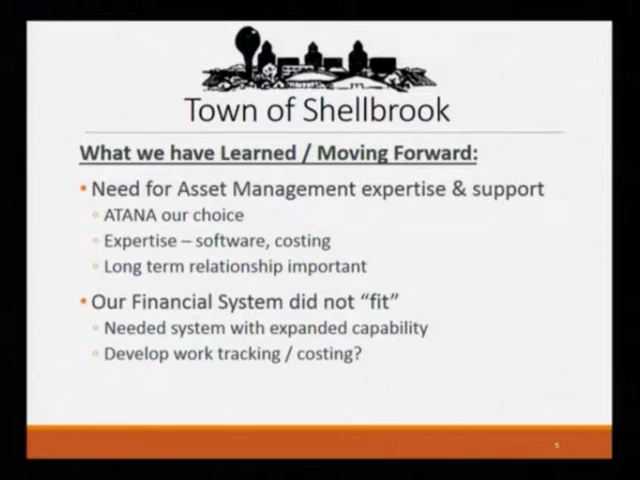 Town of Shellbrook
What we have Learned / Moving Forward:
• Need for Asset Management expertise & support
◦ ATANA our choice
◦ Expertise – software, costing
◦ Long term relationship important
• Our Financial System did not “fit”
◦ Needed system with expanded capability
◦ Develop work tracking / costing?
5